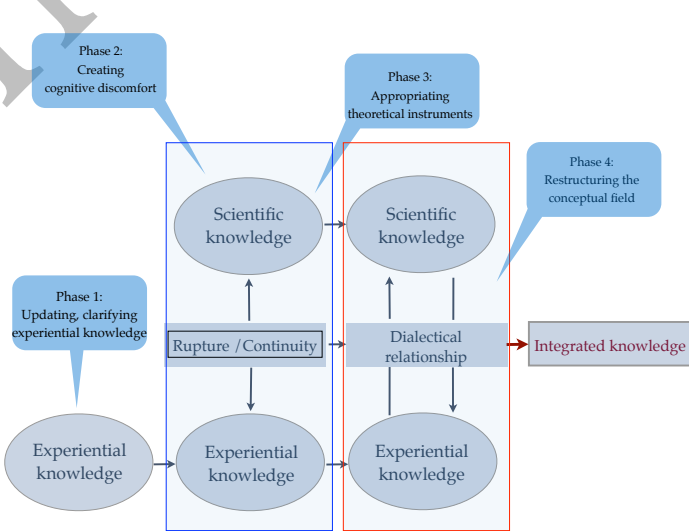 Phase 2:
Creating
cognitive discomfort
Phase 3:
Appropriating
theoretical instruments
Phase 4:
Restructuring the
conceptual field
Scientific
knowledge
Scientific
knowledge
Phase 1:
Updating, clarifying
experiential knowledge
Rupture /Continuity
Dialectical
relationship
Integrated knowledge
Experiential
knowledge
Experiential
knowledge
Experiential
knowledge